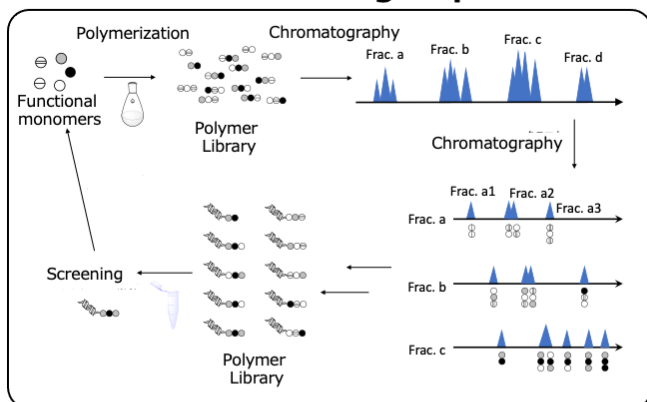 Polymerization
Chromatography
Functional
monomers
Polymer
Library
Frac. a
Frac. b
Frac. c
Frac. d
Chromatography
Frac. a1
Frac. a2
Frac. a3
Frac. a
Frac. b
Frac. c
Polymer
Library
Screening